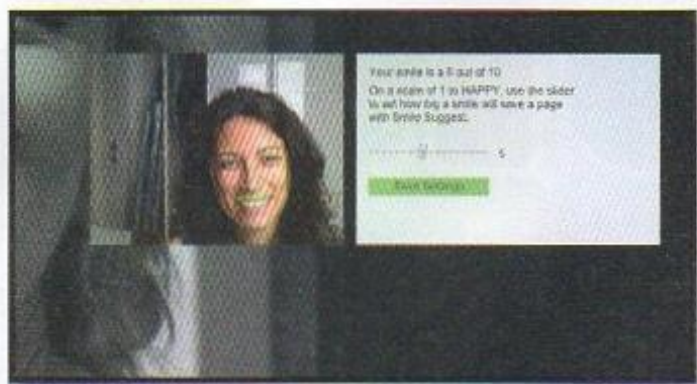 Your smile is a 5 out of 10
On a scale of 1 to HAPPY, use the slider
to set how big a smile will save a page
with Smile Suggest.
5
Save Settings